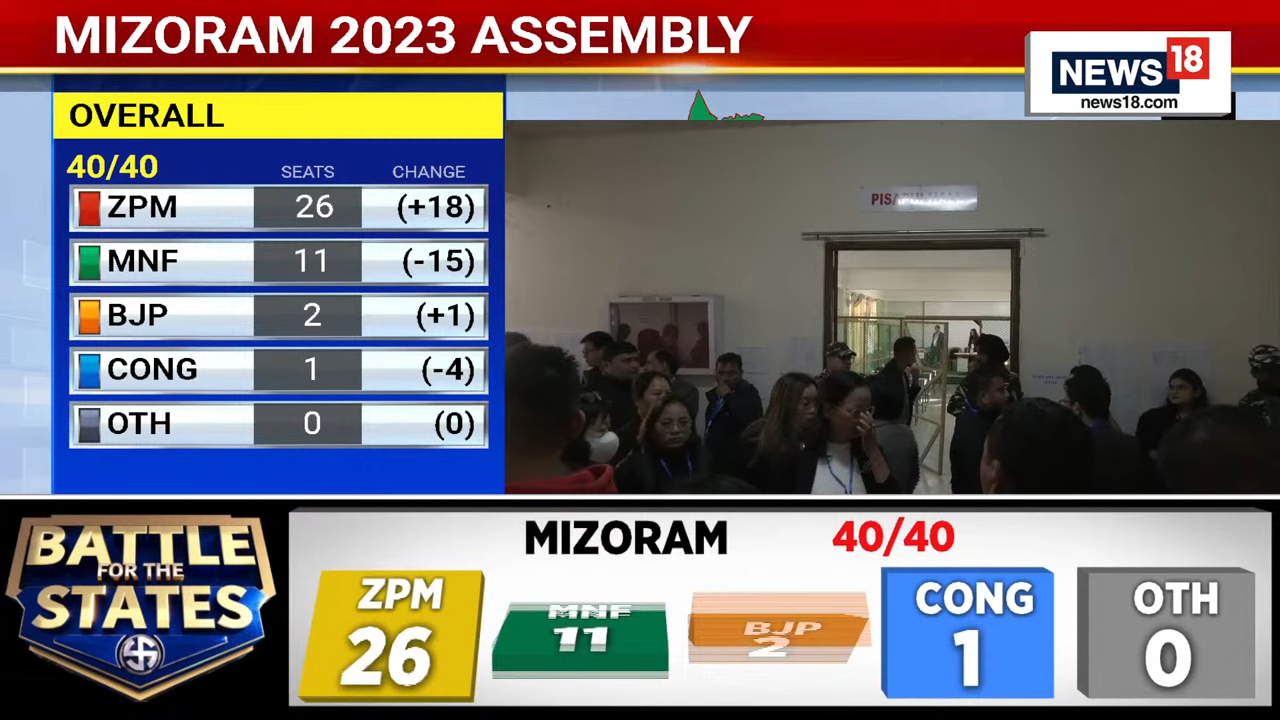 MIZORAM 2023 ASSEMBLY
NEWS 18
news18.com
OVERALL
40/40 SEATS CHANGE
ZPM 26 (+18)
MNF 11 (-15)
BJP 2 (+1)
CONG 1 (-4)
OTH 0 (0)
BATTLE
FOR THE
STATES
MIZORAM 40/40
ZPM
26
MNF
11
BJP
2
CONG
1
OTH
0